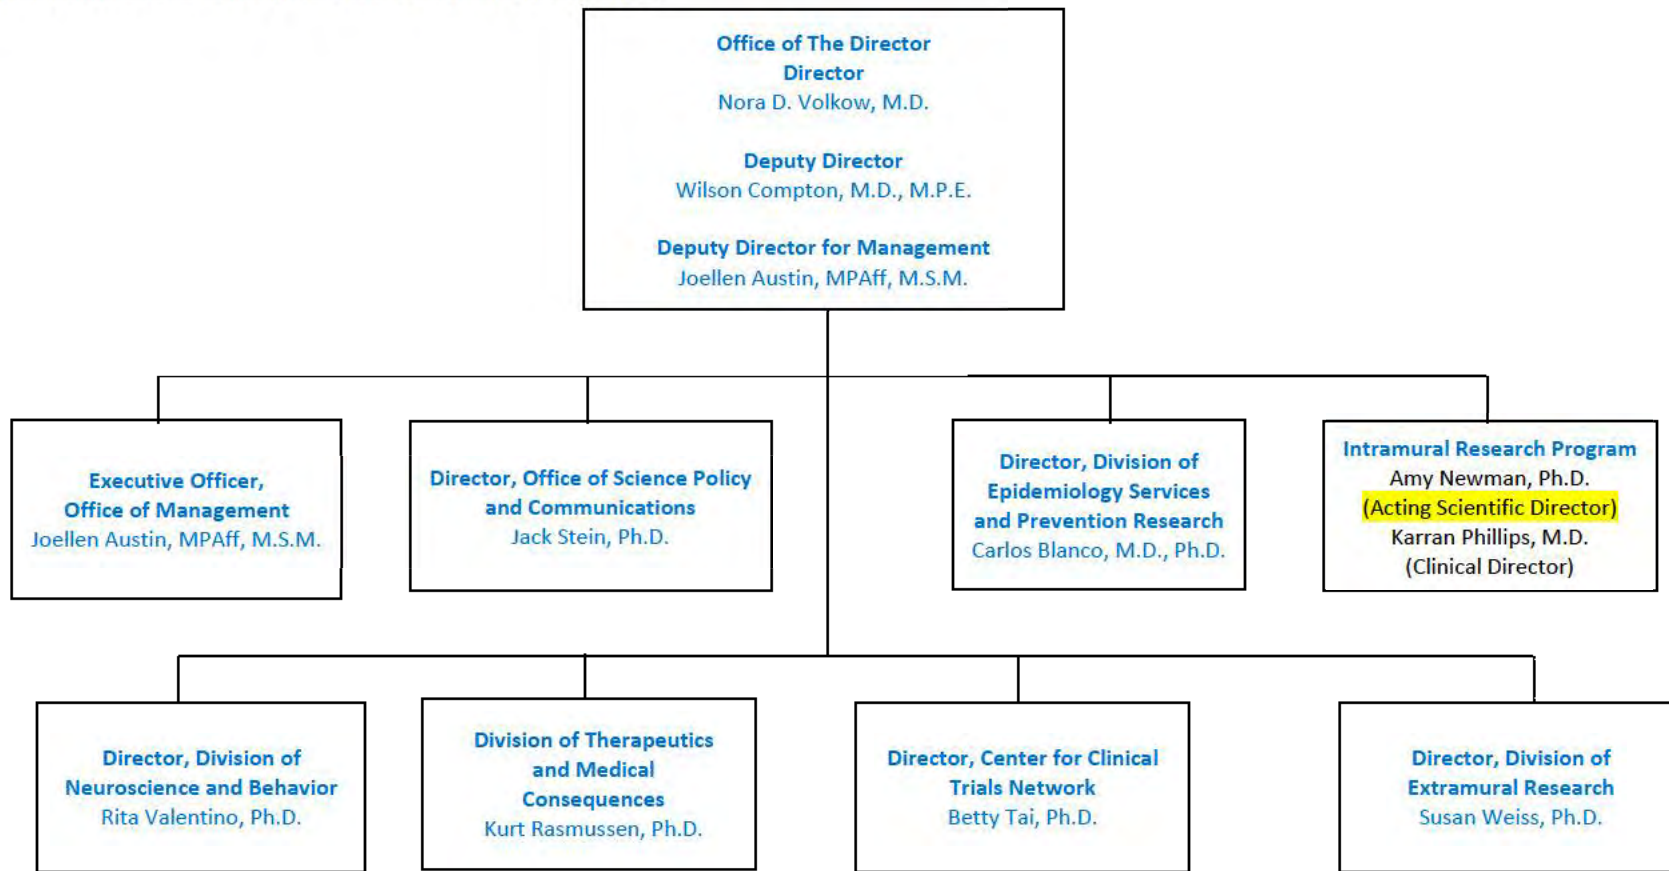 Office of The Director
Director
Nora D. Volkow, M.D.
Deputy Director
Wilson Compton, M.D., M.P.E.
Deputy Director for Management
Joellen Austin, MPAff, M.S.M.
Executive Officer,
Office of Management
Joellen Austin, MPAff, M.S.M.
Director, Office of Science Policy
and Communications
Jack Stein, Ph.D.
Director, Division of
Epidemiology Services
and Prevention Research
Carlos Blanco, M.D., Ph.D.
Intramural Research Program
Amy Newman, Ph.D.
(Acting Scientific Director)
Karran Phillips, M.D.
(Clinical Director)
Director, Division of
Neuroscience and Behavior
Rita Valentino, Ph.D.
Division of Therapeutics
and Medical
Consequences
Kurt Rasmussen, Ph.D.
Director, Center for Clinical
Trials Network
Betty Tai, Ph.D.
Director, Division of
Extramural Research
Susan Weiss, Ph.D.